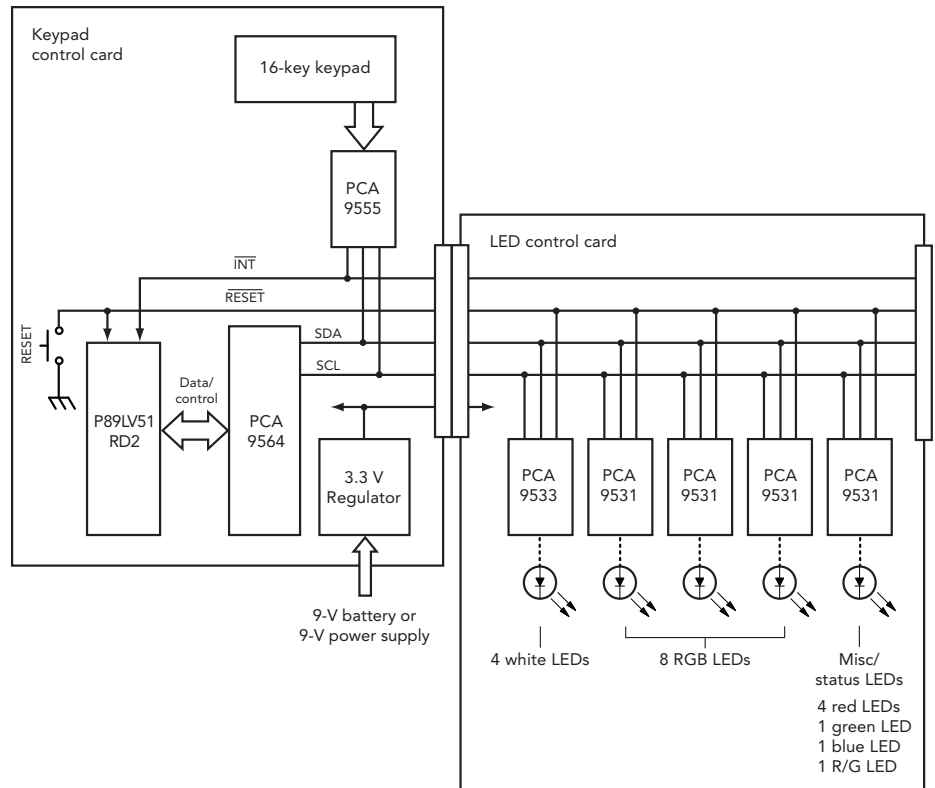 Keypad
control card
16-key keypad
PCA
9555
INT
RESET
RESET
SDA
SCL
P89LV51
RD2
Data/
control
PCA
9564
3.3 V
Regulator
9-V battery or
9-V power supply
LED control card
PCA
9533
PCA
9531
PCA
9531
PCA
9531
PCA
9531
4 white LEDs
8 RGB LEDs
Misc/
status LEDs
4 red LEDs
1 green LED
1 blue LED
1 R/G LED